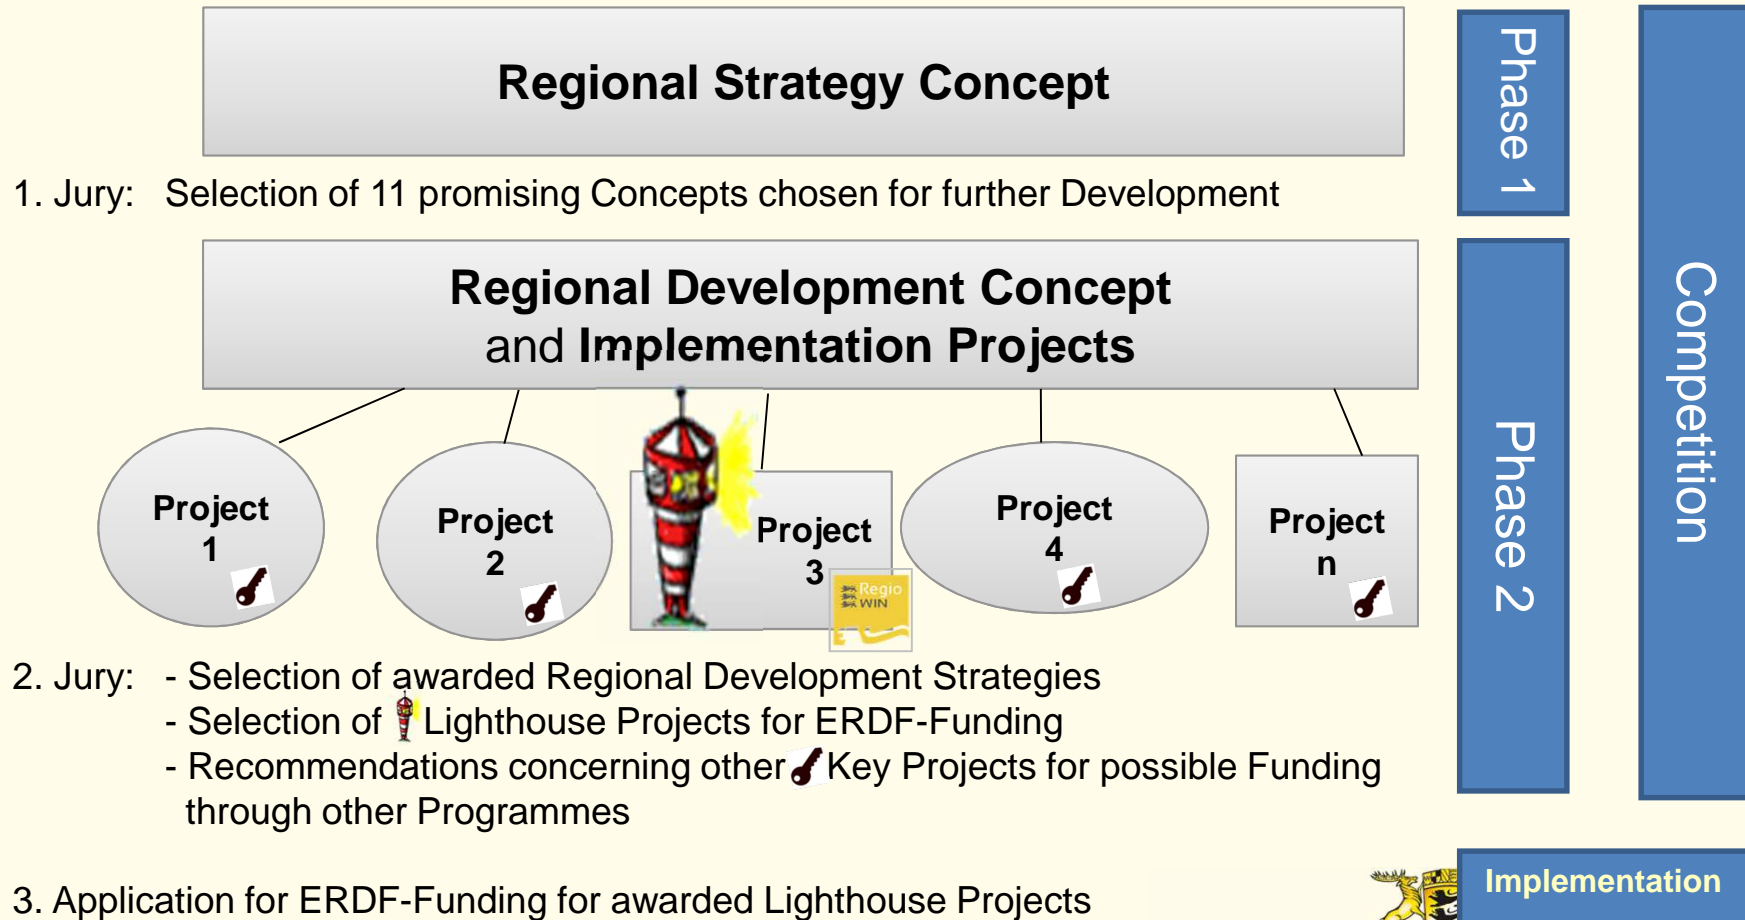 Regional Strategy Concept
Phase 1
Competition
1. Jury: Selection of 11 promising Concepts chosen for further Development
Regional Development Concept
and Implementation Projects
Phase 2
Project
1
Project
2
Project
3
Regio
WIN
Project
4
Project
n
2. Jury: - Selection of awarded Regional Development Strategies
- Selection of Lighthouse Projects for ERDF-Funding
- Recommendations concerning other Key Projects for possible Funding
through other Programmes
Implementation
3. Application for ERDF-Funding for awarded Lighthouse Projects